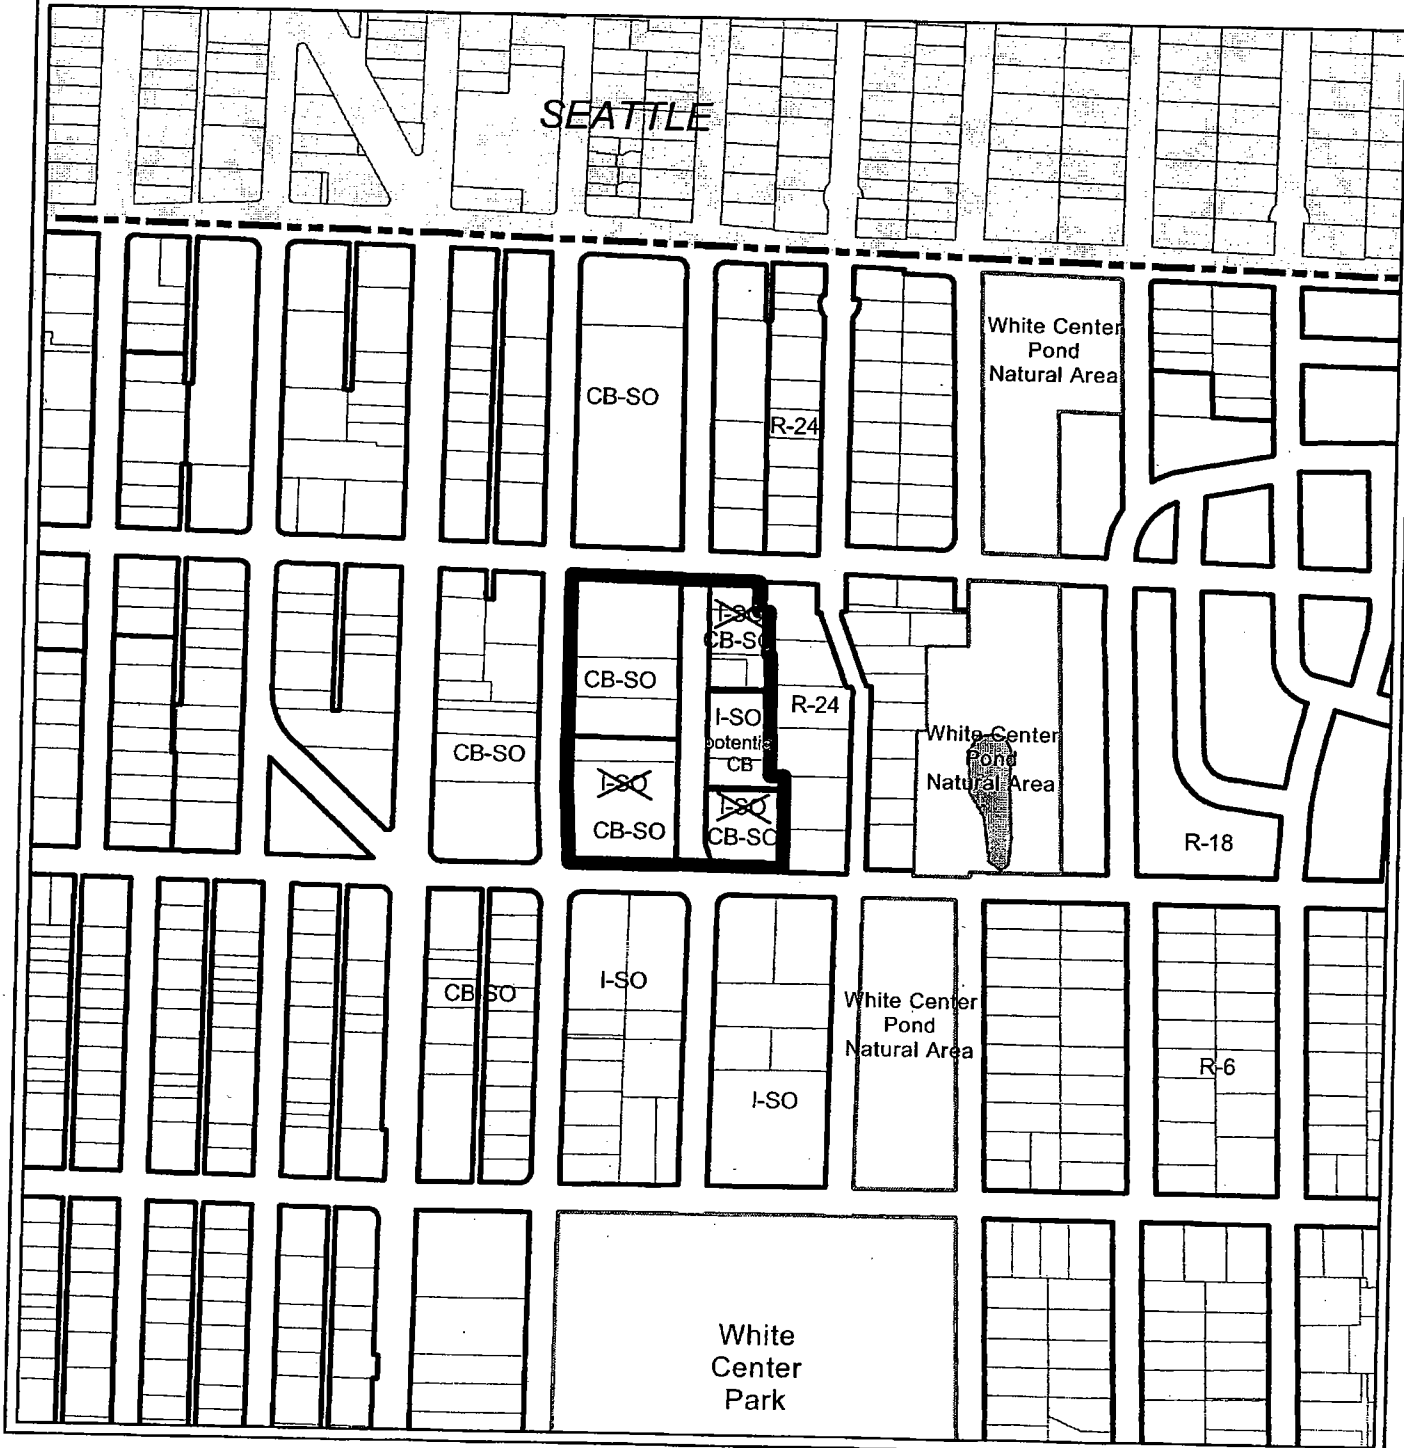 SEATTLE
White Center
Pond
Natural Area
CB-SO
R-24
I-SO
CB-SO
CB-SO
R-24
I-SO
potential
CB
White Center
Pond
Natural Area
CB-SO
I-SO
CB-SO
I-SO
CB-SO
R-18
I-SO
CB-SO
White Center
Pond
Natural Area
R-6
I-SO
White
Center
Park